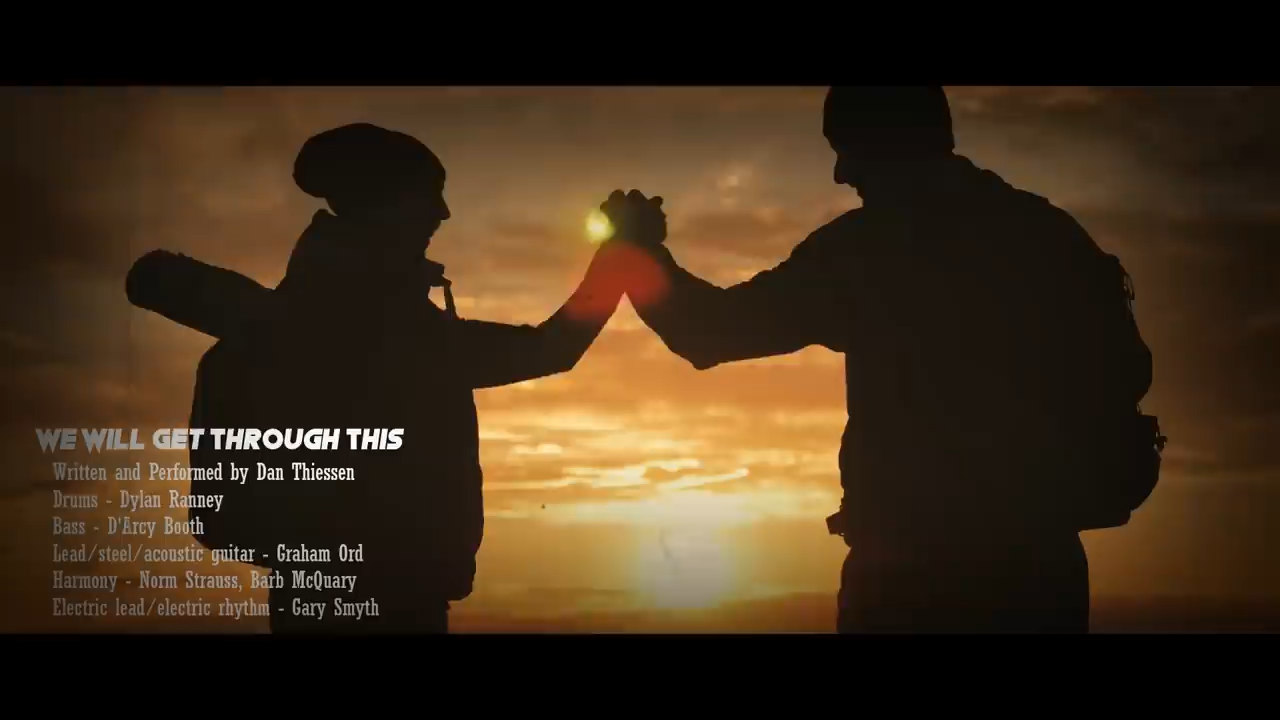 WE WILL GET THROUGH THIS
Written and Performed by Dan Thiessen
Drums - Dylan Ranney
Bass - D'Arcy Booth
Lead/steel/acoustic guitar - Graham Ord
Harmony - Norm Strauss, Barb McQuary
Electric lead/electric rhythm - Gary Smyth